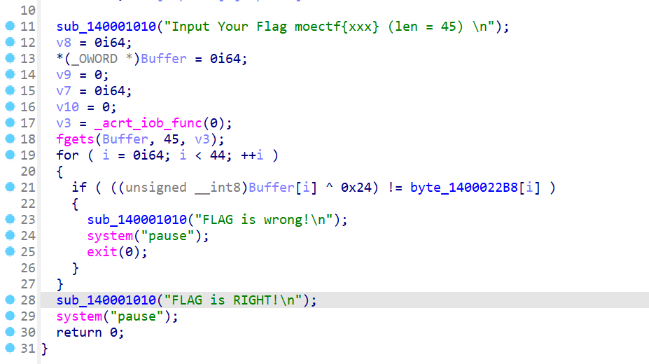 10
11 sub_140001010("Input Your Flag moectf{xxx} (len = 45) \n");
12 v8 = 0i64;
13 *(_OWORD *)Buffer = 0i64;
14 v9 = 0;
15 v7 = 0i64;
16 v10 = 0;
17 v3 = _acrt_iob_func(0);
18 fgets(Buffer, 45, v3);
19 for ( i = 0i64; i < 44; ++i )
20 {
21 if ( ((unsigned __int8)Buffer[i] ^ 0x24) != byte_1400022B8[i] )
22 {
23 sub_140001010("FLAG is wrong!\n");
24 system("pause");
25 exit(0);
26 }
27 }
28 sub_140001010("FLAG is RIGHT!\n");
29 system("pause");
30 return 0;
31 }